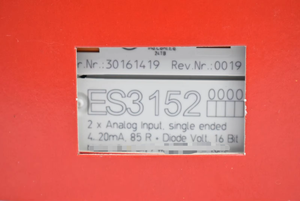 r.Nr.:30161419 Rev.Nr.:0019
ES3152 0000
2 x Analog Input, single ended
4..20mA, 85 R + Diode Volt, 16 Bit